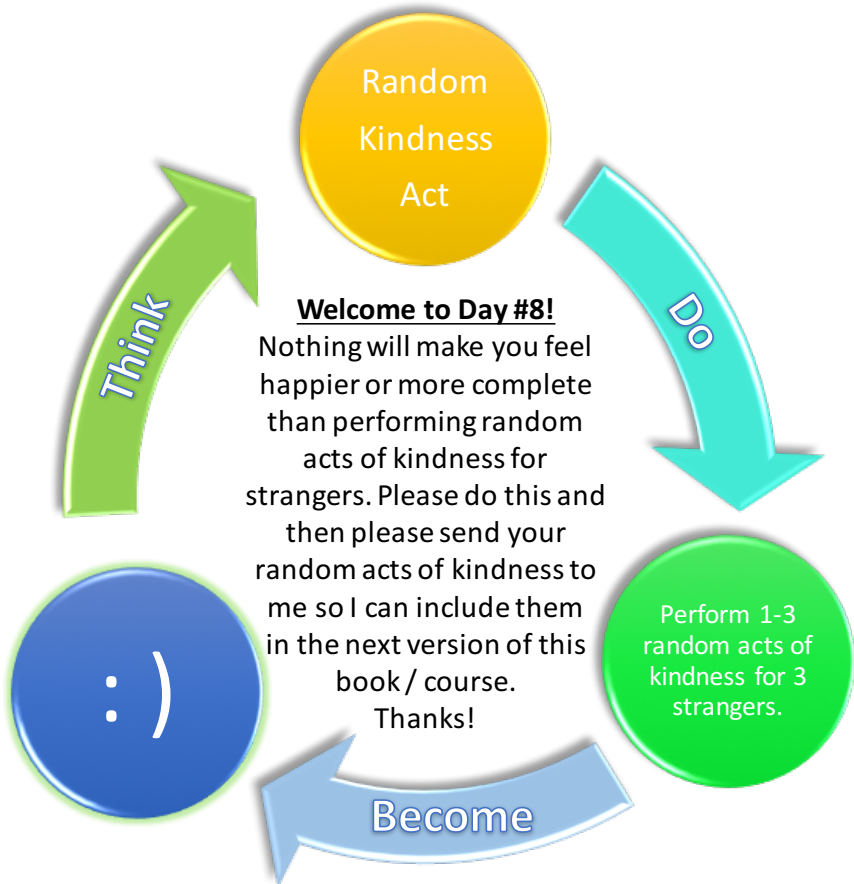 Random
Kindness
Act
Do
Think
Welcome to Day #8!
Nothing will make you feel
happier or more complete
than performing random
acts of kindness for
strangers. Please do this and
then please send your
random acts of kindness to
me so I can include them
in the next version of this
book / course.
Thanks!
Perform 1-3
random acts of
kindness for 3
strangers.
: )
Become